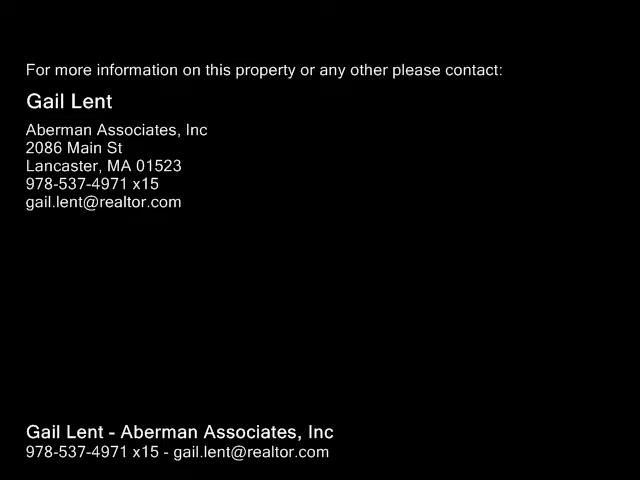 For more information on this property or any other please contact:
Gail Lent
Aberman Associates, Inc
2086 Main St
Lancaster, MA 01523
978-537-4971 x15
gail.lent@realtor.com
Gail Lent - Aberman Associates, Inc
978-537-4971 x15 - gail.lent@realtor.com